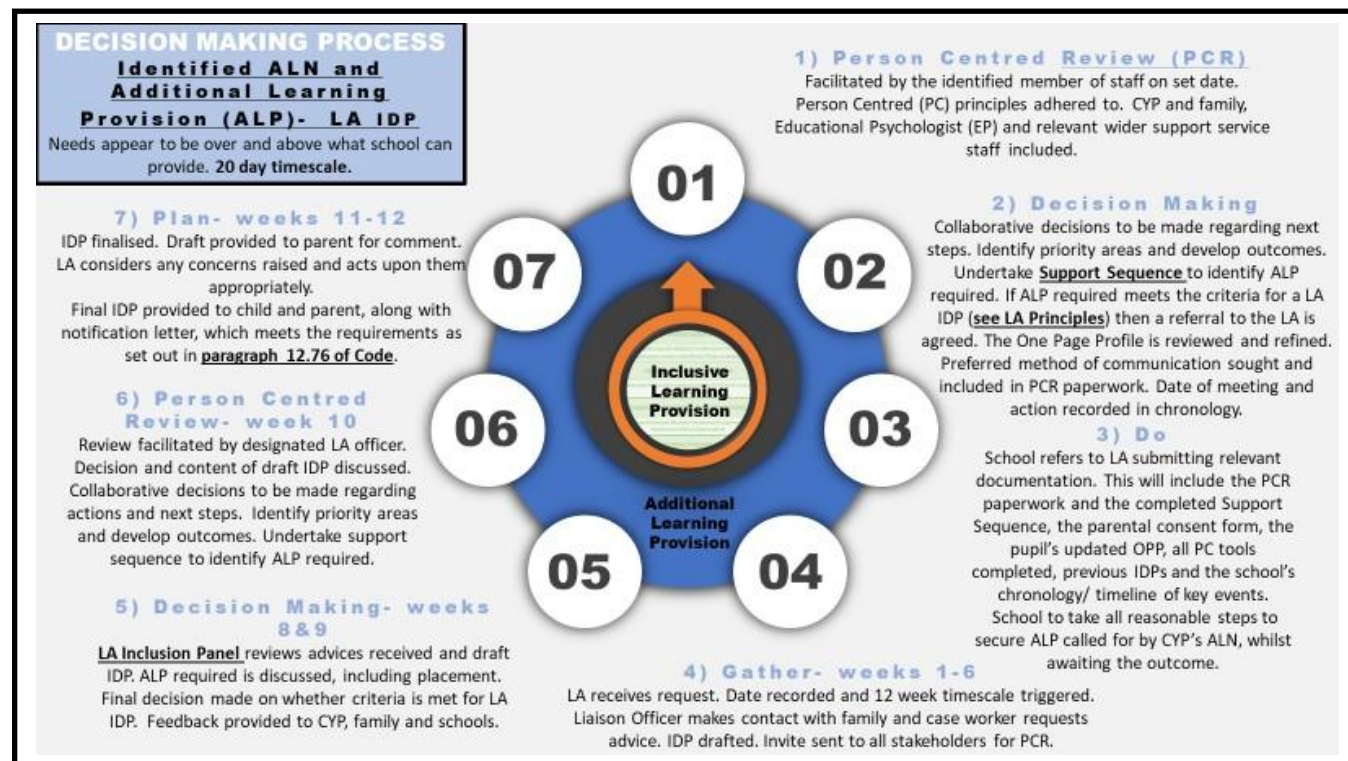 DECISION MAKING PROCESS
Identified ALN and
Additional Learning
Provision (ALP)- LA IDP
Needs appear to be over and above what school can
provide. 20 day timescale.
1) Person Centred Review (PCR)
Facilitated by the identified member of staff on set date.
Person Centred (PC) principles adhered to. CYP and family,
Educational Psychologist (EP) and relevant wider support service
staff included.
2) Decision Making
Collaborative decisions to be made regarding next
steps. Identify priority areas and develop outcomes.
Undertake Support Sequence to identify ALP
required. If ALP required meets the criteria for a LA
IDP (see LA Principles) then a referral to the LA is
agreed. The One Page Profile is reviewed and refined.
Preferred method of communication sought and
included in PCR paperwork. Date of meeting and
action recorded in chronology.
3) Do
School refers to LA submitting relevant
documentation. This will include the PCR
paperwork and the completed Support
Sequence, the parental consent form, the
pupil's updated OPP, all PC tools
completed, previous IDPs and the school's
chronology/ timeline of key events.
School to take all reasonable steps to
secure ALP called for by CYP's ALN, whilst
awaiting the outcome.
4) Gather- weeks 1-6
LA receives request. Date recorded and 12 week timescale triggered.
Liaison Officer makes contact with family and case worker requests
advice. IDP drafted. Invite sent to all stakeholders for PCR.
5) Decision Making- weeks
8&9
LA Inclusion Panel reviews advices received and draft
IDP. ALP required is discussed, including placement.
Final decision made on whether criteria is met for LA
IDP. Feedback provided to CYP, family and schools.
6) Person Centred
Review- week 10
Review facilitated by designated LA officer.
Decision and content of draft IDP discussed.
Collaborative decisions to be made regarding
actions and next steps. Identify priority areas
and develop outcomes. Undertake support
sequence to identify ALP required.
7) Plan- weeks 11-12
IDP finalised. Draft provided to parent for comment.
LA considers any concerns raised and acts upon them
appropriately.
Final IDP provided to child and parent, along with
notification letter, which meets the requirements as
set out in paragraph 12.76 of Code.
01
02
03
04
05
06
07
Inclusive
Learning
Provision
Additional
Learning
Provision